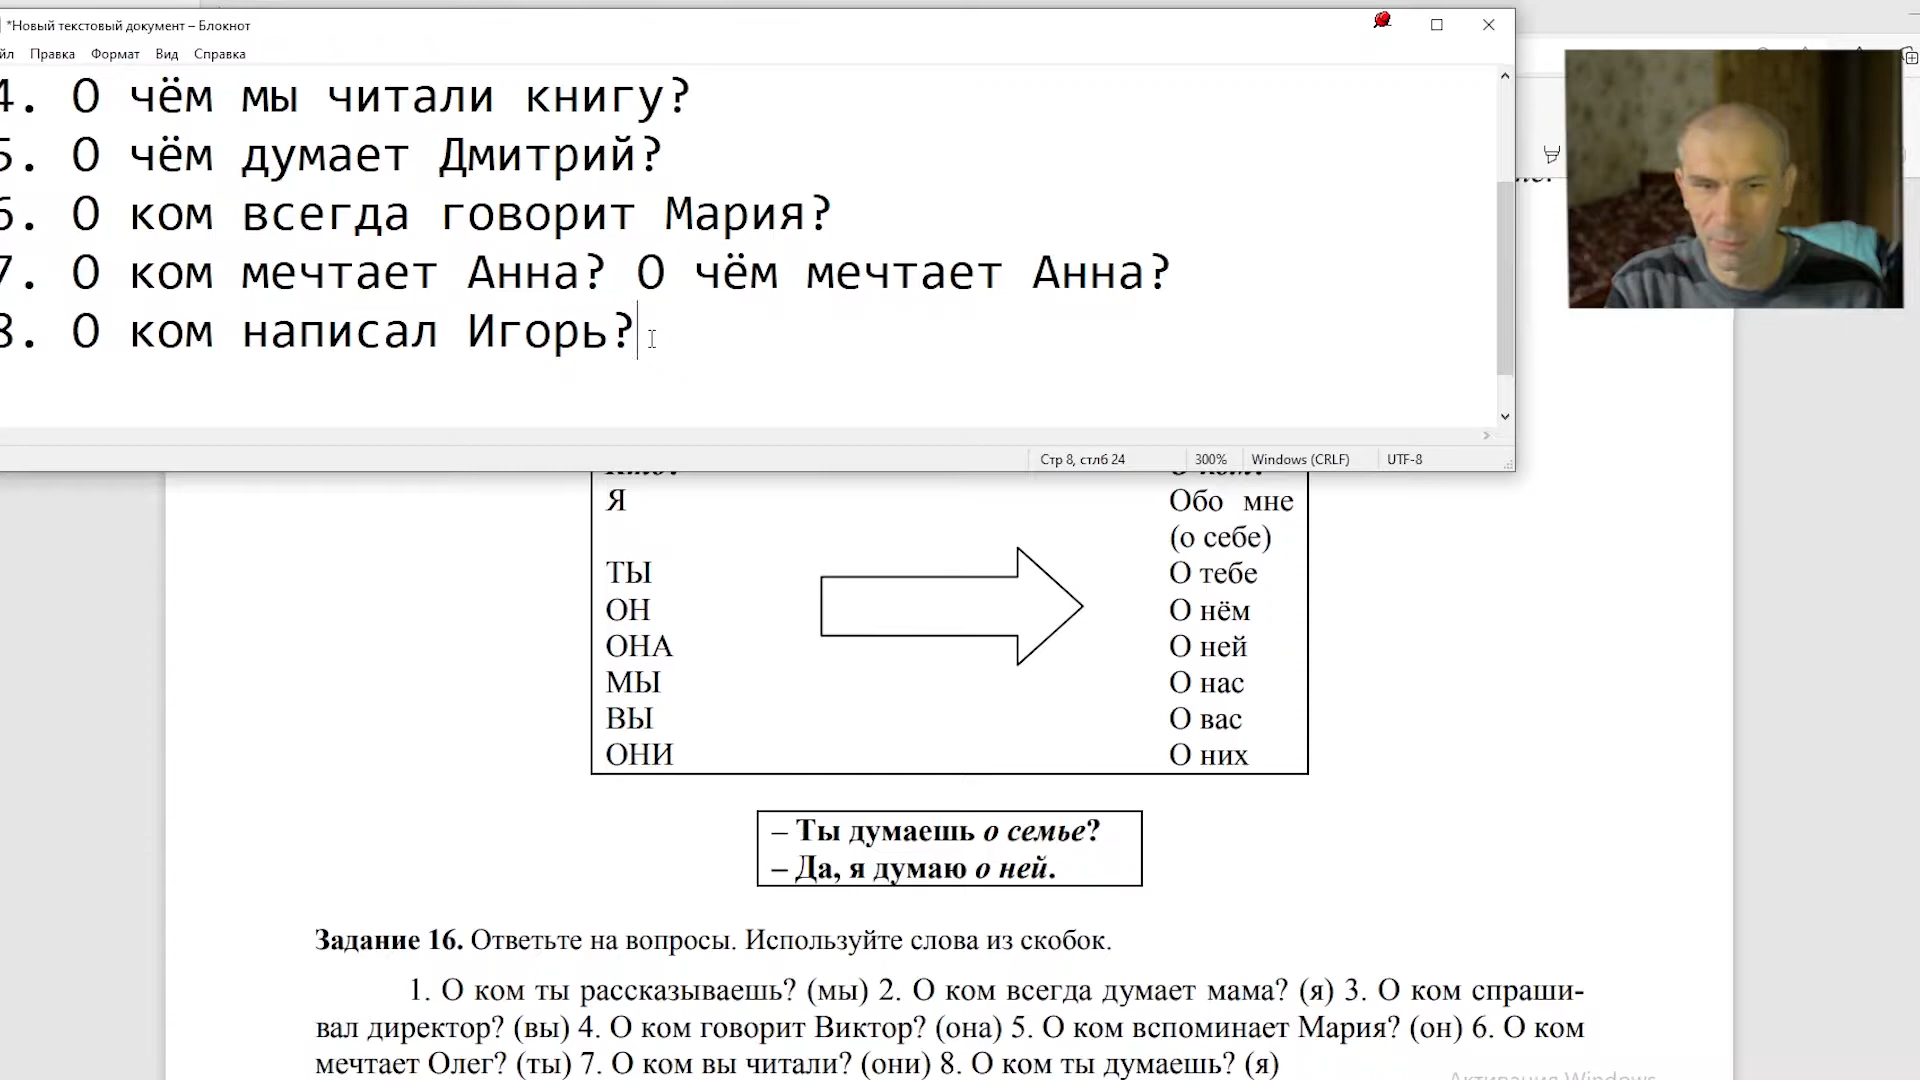 *Новый текстовый документ – Блокнот
йл Правка Формат Вид Справка
4. О чём мы читали книгу?
5. О чём думает Дмитрий?
6. О ком всегда говорит Мария?
7. О ком мечтает Анна? О чём мечтает Анна?
8. О ком написал Игорь?
Стр 8, стлб 24 300% Windows (CRLF) UTF-8
Кто? О ком?
Я Обо мне
(о себе)
ТЫ О тебе
ОН О нём
ОНА О ней
МЫ О нас
ВЫ О вас
ОНИ О них
– Ты думаешь о семье?
– Да, я думаю о ней.
Задание 16. Ответьте на вопросы. Используйте слова из скобок.
1. О ком ты рассказываешь? (мы) 2. О ком всегда думает мама? (я) 3. О ком спраши-
вал директор? (вы) 4. О ком говорит Виктор? (она) 5. О ком вспоминает Мария? (он) 6. О ком
мечтает Олег? (ты) 7. О ком вы читали? (они) 8. О ком ты думаешь? (я)
Активация Windows